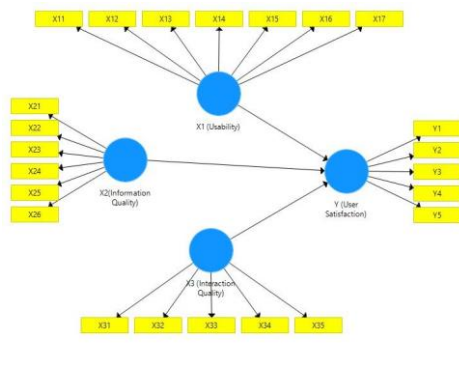 X11 X12 X13 X14 X15 X16 X17
X1 (Usability)
X21
X22
X23
X24
X25
X26
X2(Information
Quality)
Y1
Y2
Y3
Y4
Y5
Y (User
Satisfaction)
X3 (Interaction
Quality)
X31 X32 X33 X34 X35